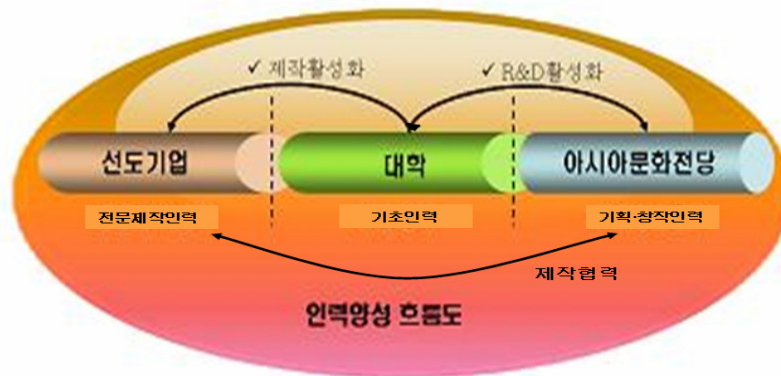 ✓ 제작활성화
✓ R&D활성화
선도기업
대학
아시아문화전당
전문제작인력
기초인력
기획·창작인력
제작협력
인력양성 흐름도